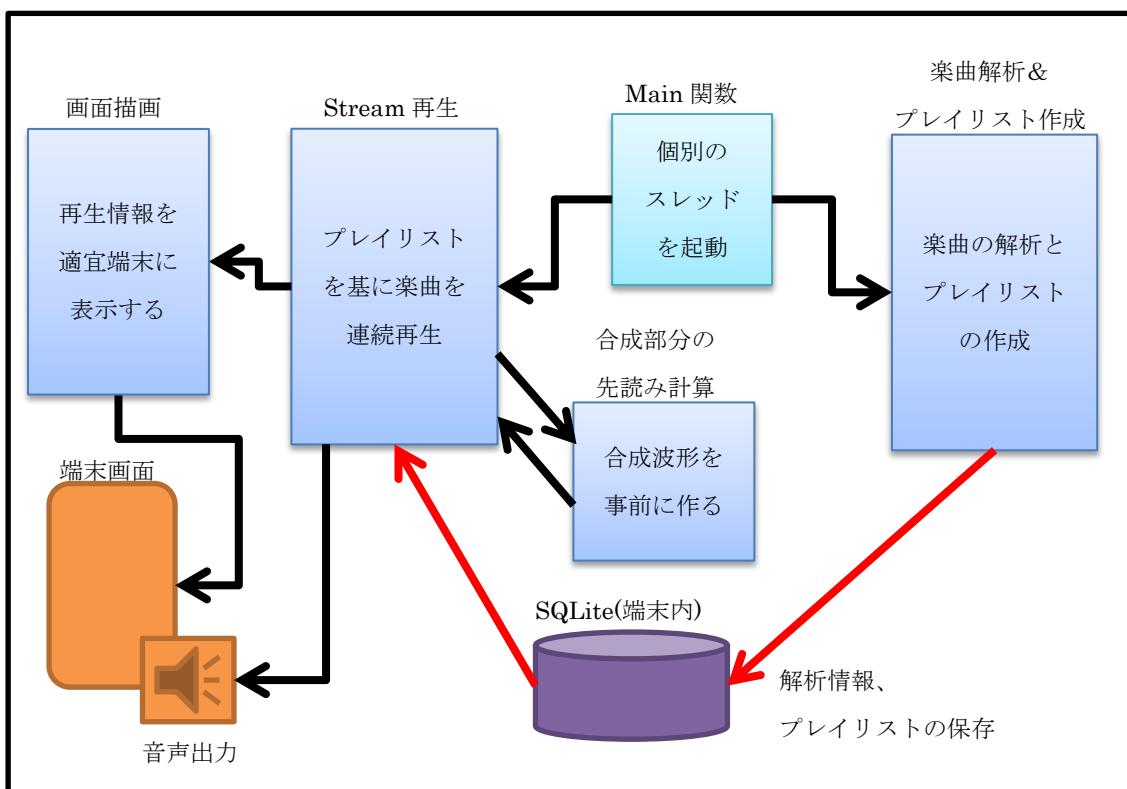 画面描画
再生情報を
適宜端末に
表示する
Stream 再生
プレイリスト
を基に楽曲を
連続再生
Main 関数
個別の
スレッド
を起動
楽曲解析＆
プレイリスト作成
楽曲の解析と
プレイリスト
の作成
合成部分の
先読み計算
合成波形を
事前に作る
端末画面
音声出力
SQLite(端末内)
解析情報、
プレイリストの保存